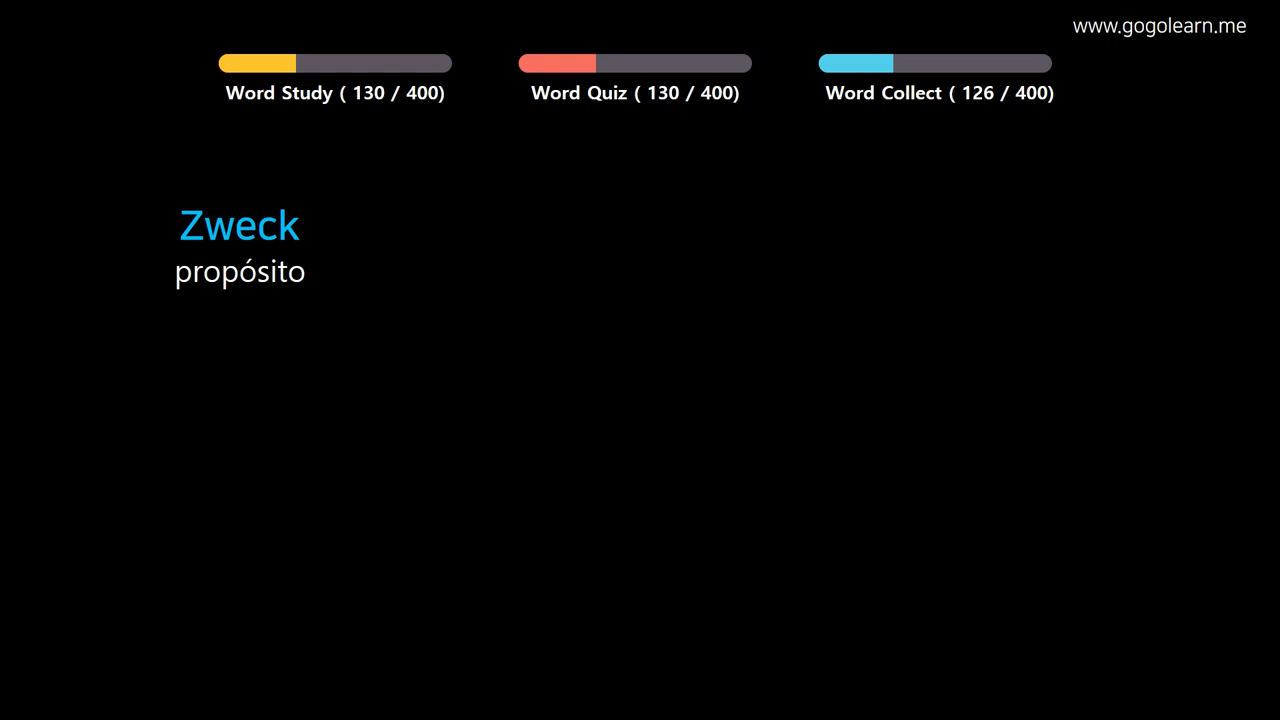 www.gogolearn.me
Word Study ( 130 / 400)
Word Quiz ( 130 / 400)
Word Collect ( 126 / 400)
Zweck
propósito